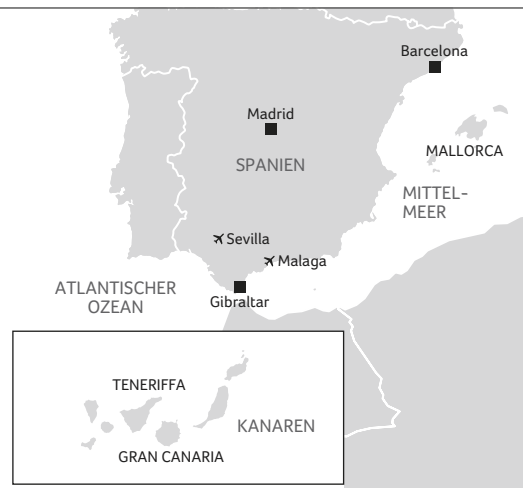 Barcelona
Madrid
MALLORCA
SPANIEN
MITTEL-
MEER
Sevilla
Malaga
ATLANTISCHER
OZEAN
Gibraltar
TENERIFFA
KANAREN
GRAN CANARIA